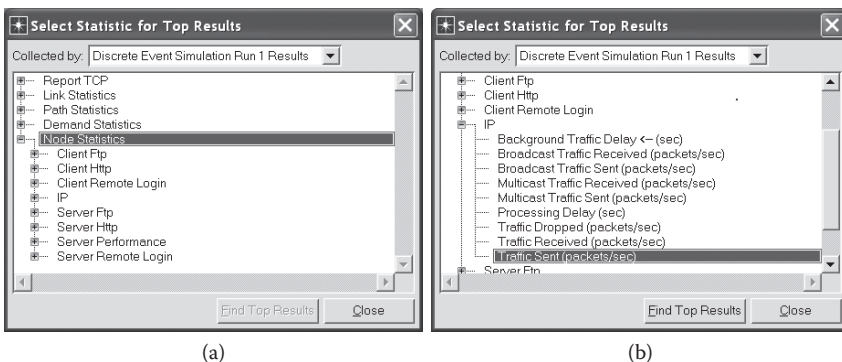 Select Statistic for Top Results
Collected by: Discrete Event Simulation Run 1 Results
Report TCP
Link Statistics
Path Statistics
Demand Statistics
Node Statistics
Client Ftp
Client Http
Client Remote Login
IP
Server Ftp
Server Http
Server Performance
Server Remote Login
Find Top Results Close
(a)
Select Statistic for Top Results
Collected by: Discrete Event Simulation Run 1 Results
Client Ftp
Client Http
Client Remote Login
IP
Background Traffic Delay <-- (sec)
Broadcast Traffic Received (packets/sec)
Broadcast Traffic Sent (packets/sec)
Multicast Traffic Received (packets/sec)
Multicast Traffic Sent (packets/sec)
Processing Delay (sec)
Traffic Dropped (packets/sec)
Traffic Received (packets/sec)
Traffic Sent (packets/sec)
Server Ftp
Find Top Results Close
(b)